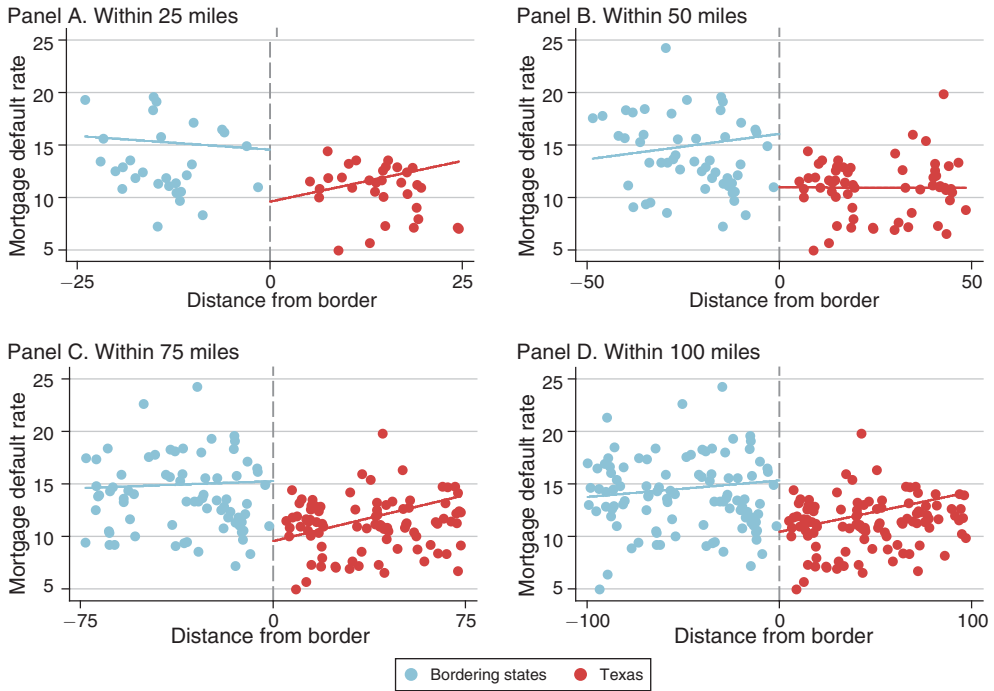 Panel A. Within 25 miles
Mortgage default rate
25
20
15
10
5
−25
0
25
Distance from border
Panel B. Within 50 miles
Mortgage default rate
25
20
15
10
5
−50
0
50
Distance from border
Panel C. Within 75 miles
Mortgage default rate
25
20
15
10
5
−75
0
75
Distance from border
Panel D. Within 100 miles
Mortgage default rate
25
20
15
10
5
−100
0
100
Distance from border
Bordering states
Texas